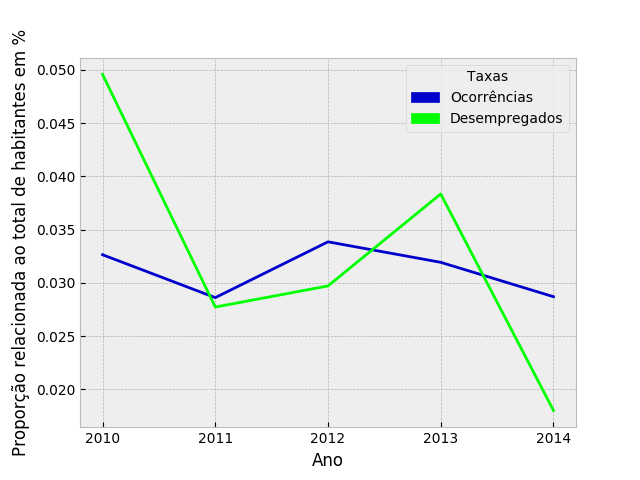 Proporção relacionada ao total de habitantes em %
0.050
0.045
0.040
0.035
0.030
0.025
0.020
Taxas
Ocorrências
Desempregados
2010 2011 2012 2013 2014
Ano